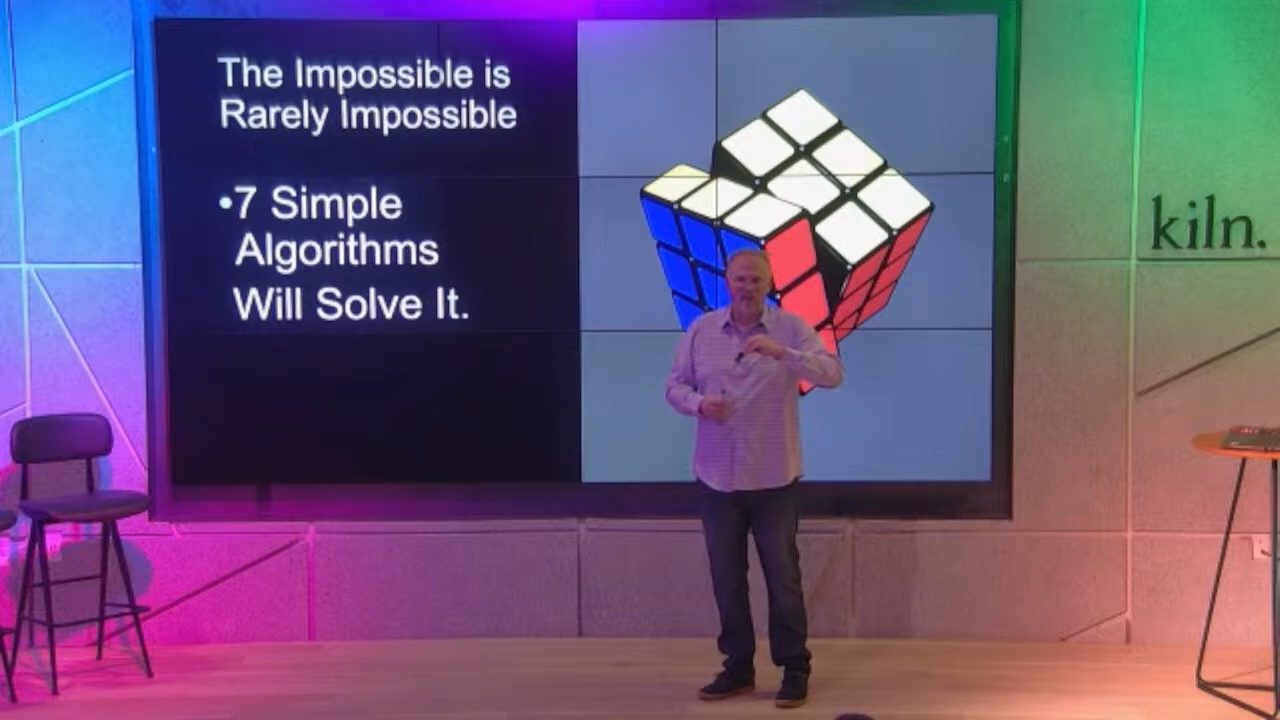 The Impossible is
Rarely Impossible
•7 Simple
Algorithms
Will Solve It.
kiln.